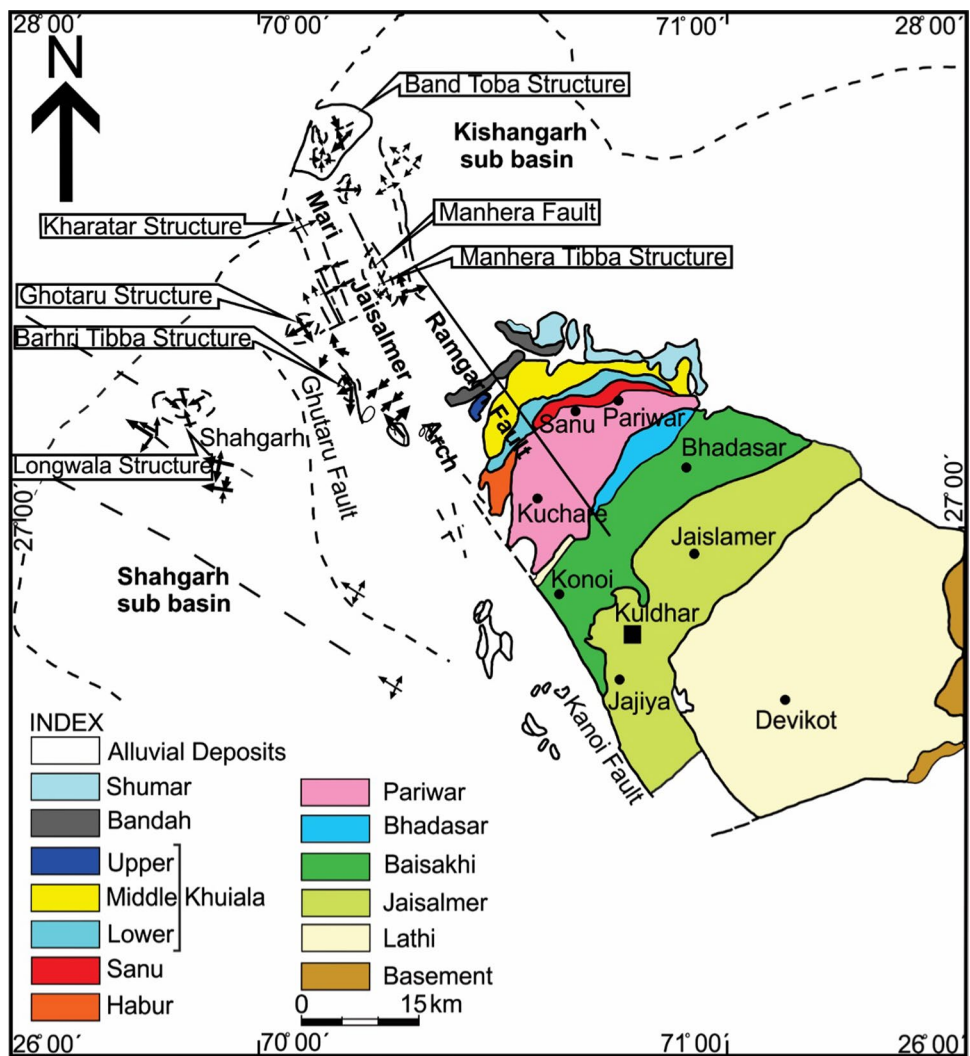 28°00´
70°00´
71°00´
28°00´
N
Band Toba Structure
Kishangarh
sub basin
Mari
Kharatar Structure
Manhera Fault
Manhera Tibba Structure
Ghotaru Structure
Jaisalmer
Barhri Tibba Structure
Ramga
Fault
Ghutaru Fault
Arch
Sanu
Pariwar
Shahgarh
Bhadasar
Longwala Structure
27°00´
27°00´
Kuchare
Jaislamer
Shahgarh
sub basin
Konoi
Kuldhar
Jajiya
Devikot
Kanoi Fault
INDEX
Alluvial Deposits
Shumar
Bandah
Upper
Middle
Khuiala
Lower
Sanu
Habur
Pariwar
Bhadasar
Baisakhi
Jaisalmer
Lathi
Basement
0
15 km
26°00´
70°00´
71°00´
26°00´